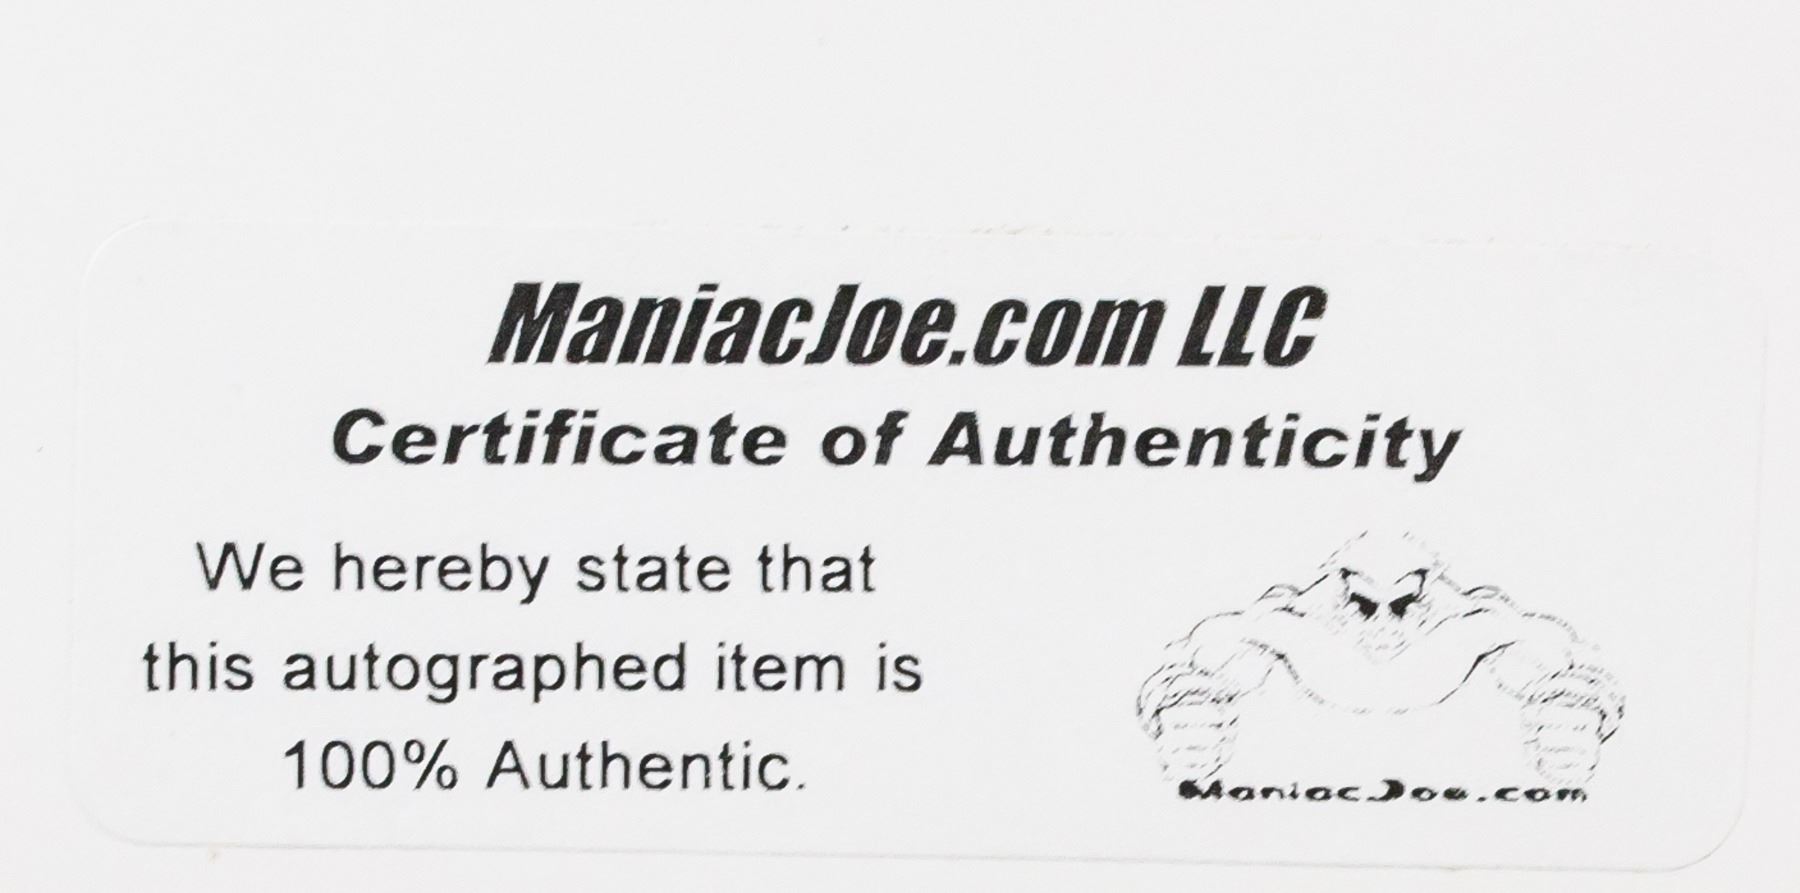 ManiacJoe.com LLC
Certificate of Authenticity
We hereby state that
this autographed item is
100% Authentic.
ManiacJoe.com